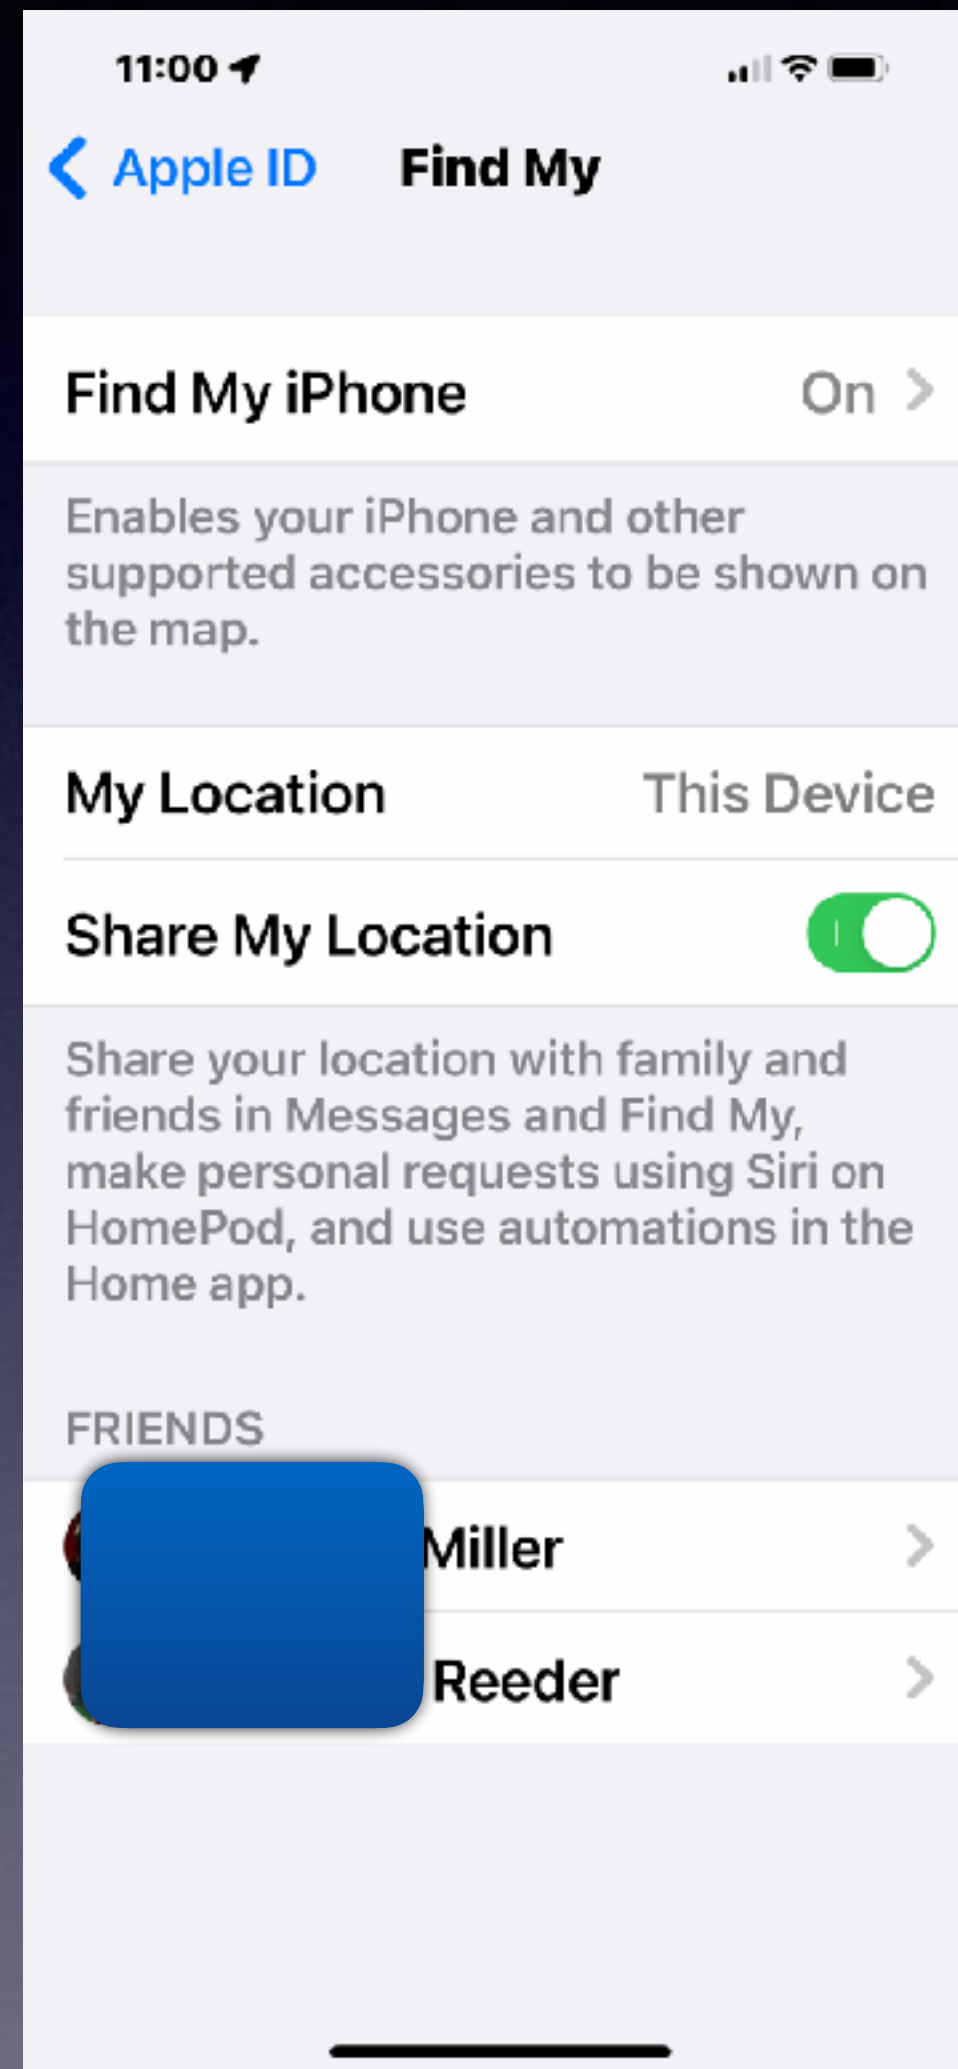 11:00
Apple ID
Find My
Find My iPhone On
Enables your iPhone and other
supported accessories to be shown on
the map.
My Location This Device
Share My Location
Share your location with family and
friends in Messages and Find My,
make personal requests using Siri on
HomePod, and use automations in the
Home app.
FRIENDS
Miller
Reeder